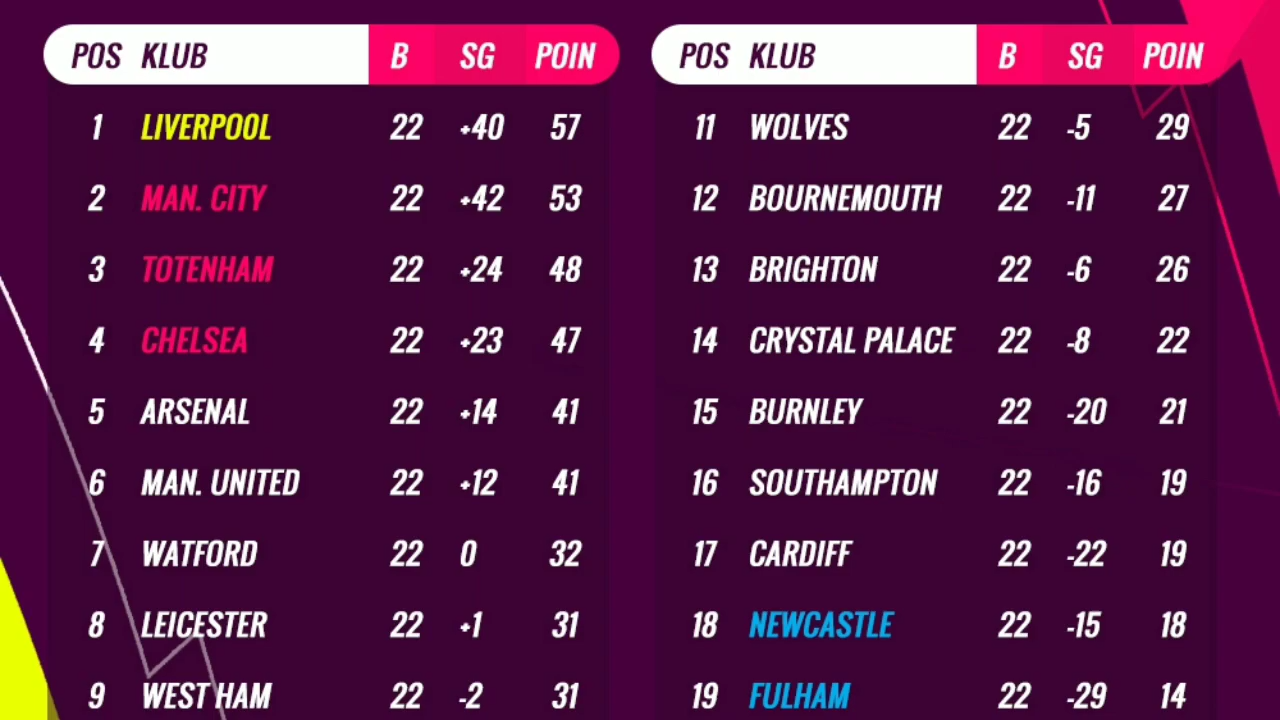 POS KLUB B SG POIN
1 LIVERPOOL 22 +40 57
2 MAN. CITY 22 +42 53
3 TOTENHAM 22 +24 48
4 CHELSEA 22 +23 47
5 ARSENAL 22 +14 41
6 MAN. UNITED 22 +12 41
7 WATFORD 22 0 32
8 LEICESTER 22 +1 31
9 WEST HAM 22 -2 31
POS KLUB B SG POIN
11 WOLVES 22 -5 29
12 BOURNEMOUTH 22 -11 27
13 BRIGHTON 22 -6 26
14 CRYSTAL PALACE 22 -8 22
15 BURNLEY 22 -20 21
16 SOUTHAMPTON 22 -16 19
17 CARDIFF 22 -22 19
18 NEWCASTLE 22 -15 18
19 FULHAM 22 -29 14